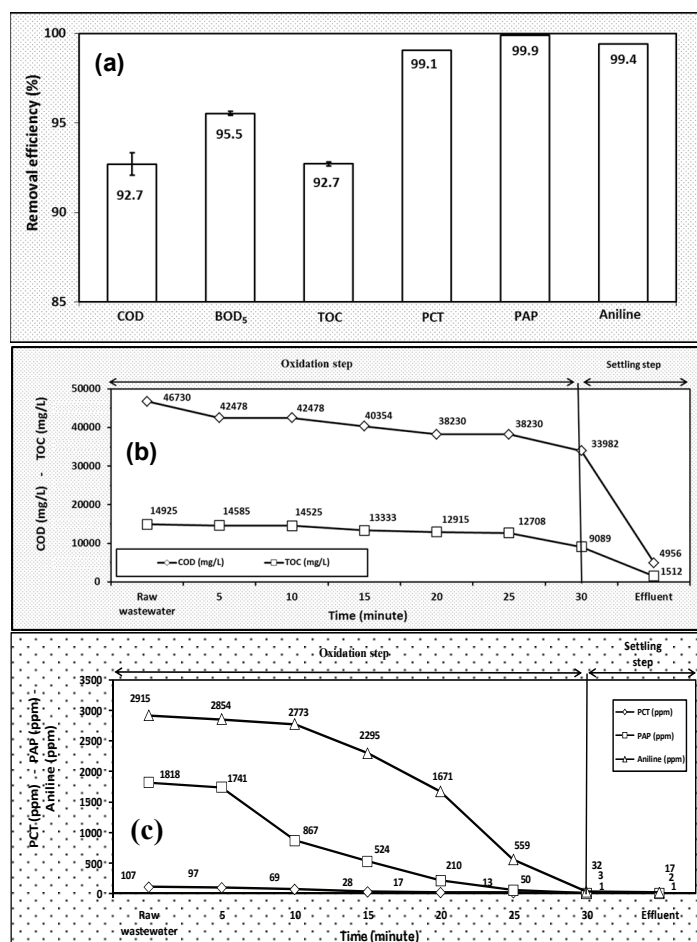 100
95
90
85
Removal efficiency (%)
(a)
92.7
95.5
92.7
99.1
99.9
99.4
COD BOD₅ TOC PCT PAP Aniline
Oxidation step Settling step
50000
40000
30000
20000
10000
0
COD (mg/L) - TOC (mg/L)
(b)
46730 42478 42478 40354 38230 38230 33982 4956
14925 14585 14525 13333 12915 12708 9089 1512
COD (mg/L) TOC (mg/L)
Raw 5 10 15 20 25 30 Effluent
wastewater
Time (minute)
Oxidation step Settling
step
3500
3000
2500
2000
1500
1000
500
0
PCT (ppm) - PAP (ppm) -
Aniline (ppm)
(c)
PCT (ppm)
PAP (ppm)
Aniline (ppm)
2915 2854 2773 2295 1671 559 32 17
1818 1741 867 524 210 50 3 2
107 97 69 28 17 13 1 1
Raw 5 10 15 20 25 30 Effluent
wastewater
Time (minute)